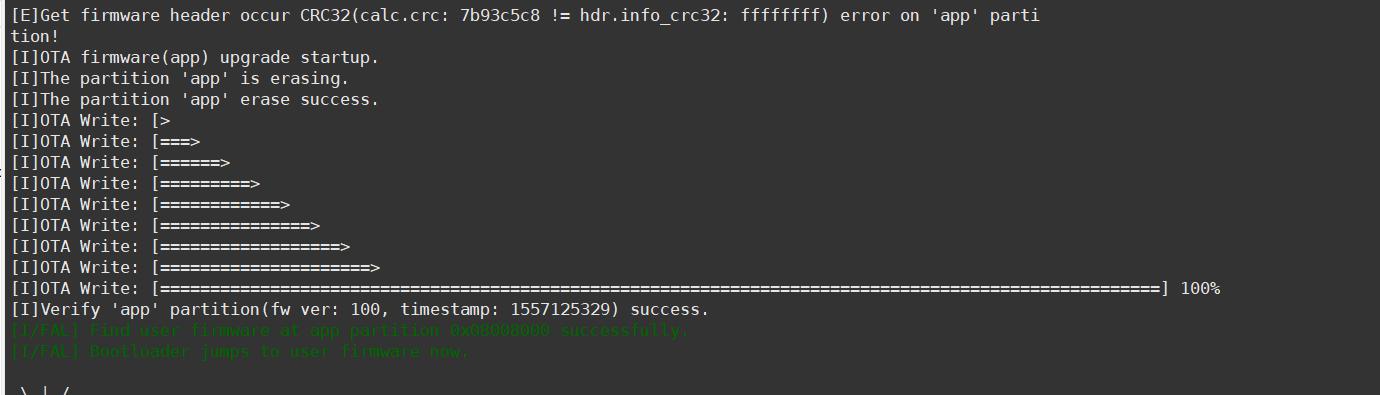 [E]Get firmware header occur CRC32(calc.crc: 7b93c5c8 != hdr.info_crc32: ffffffff) error on 'app' parti
tion!
[I]OTA firmware(app) upgrade startup.
[I]The partition 'app' is erasing.
[I]The partition 'app' erase success.
[I]OTA Write: [>
[I]OTA Write: [===>
[I]OTA Write: [======>
[I]OTA Write: [=========>
[I]OTA Write: [============>
[I]OTA Write: [===============>
[I]OTA Write: [==================>
[I]OTA Write: [=====================>
[I]OTA Write: [====================================================================================================] 100%
[I]Verify 'app' partition(fw ver: 100, timestamp: 1557125329) success.
[I/FAL] Find user firmware at app partition 0x08008000 successfully.
[I/FAL] Bootloader jumps to user firmware now.
\ | /